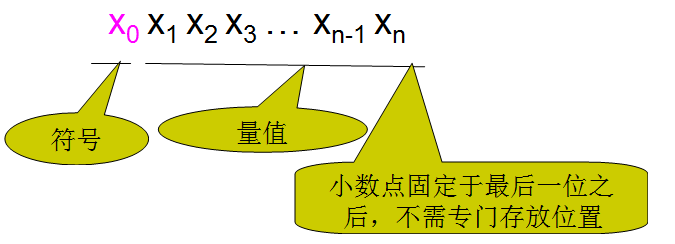 x₀ x₁ x₂ x₃ … xₙ₋₁ xₙ
符号
量值
小数点固定于最后一位之
后，不需专门存放位置